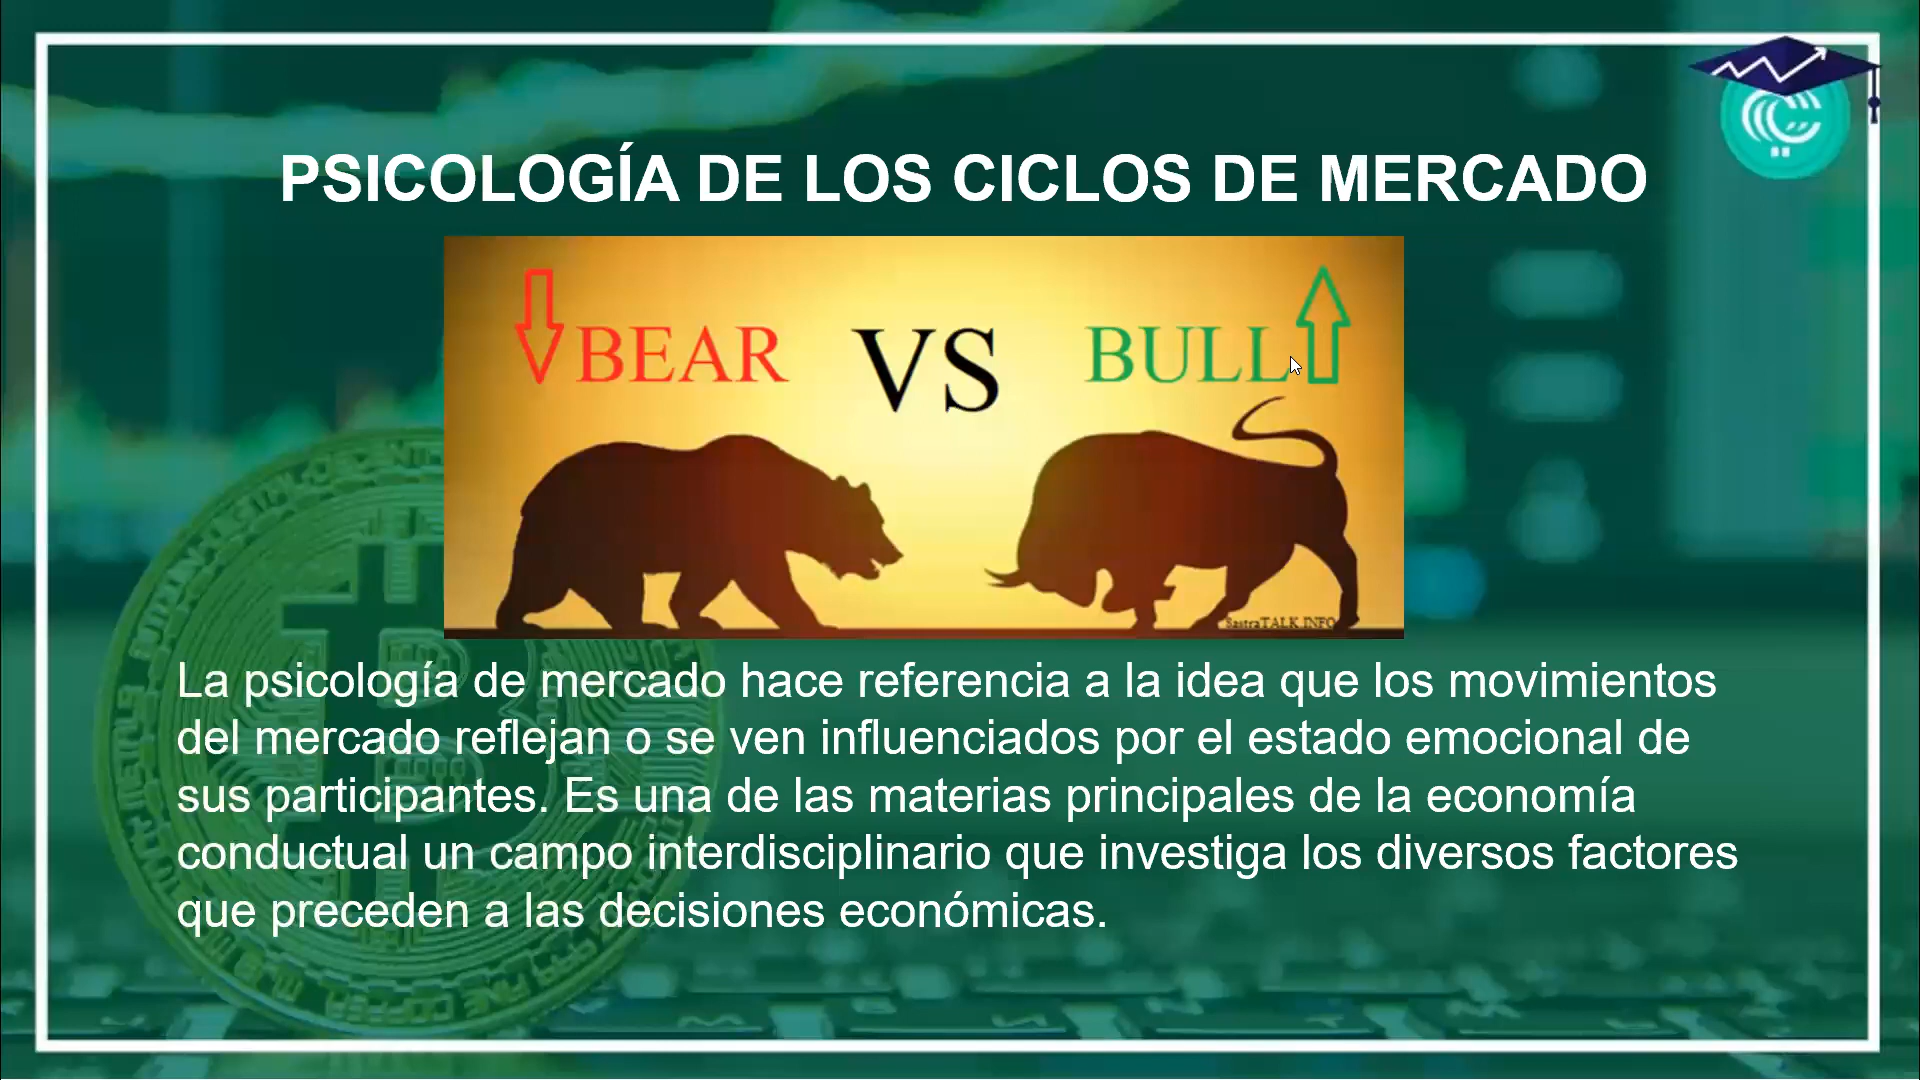 PSICOLOGÍA DE LOS CICLOS DE MERCADO
BEAR VS BULL
SastraTALK.INFO
La psicología de mercado hace referencia a la idea que los movimientos
del mercado reflejan o se ven influenciados por el estado emocional de
sus participantes. Es una de las materias principales de la economía
conductual un campo interdisciplinario que investiga los diversos factores
que preceden a las decisiones económicas.